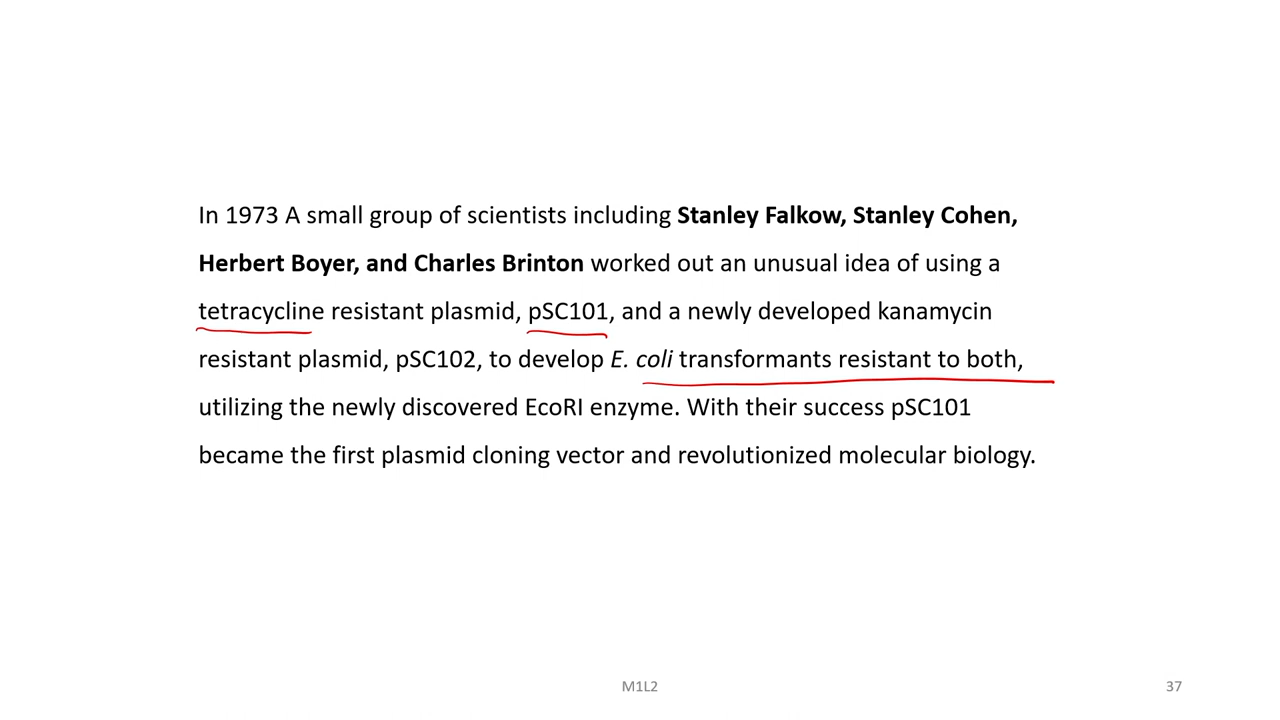 In 1973 A small group of scientists including Stanley Falkow, Stanley Cohen,
Herbert Boyer, and Charles Brinton worked out an unusual idea of using a
tetracycline resistant plasmid, pSC101, and a newly developed kanamycin
resistant plasmid, pSC102, to develop E. coli transformants resistant to both,
utilizing the newly discovered EcoRI enzyme. With their success pSC101
became the first plasmid cloning vector and revolutionized molecular biology.
M1L2
37